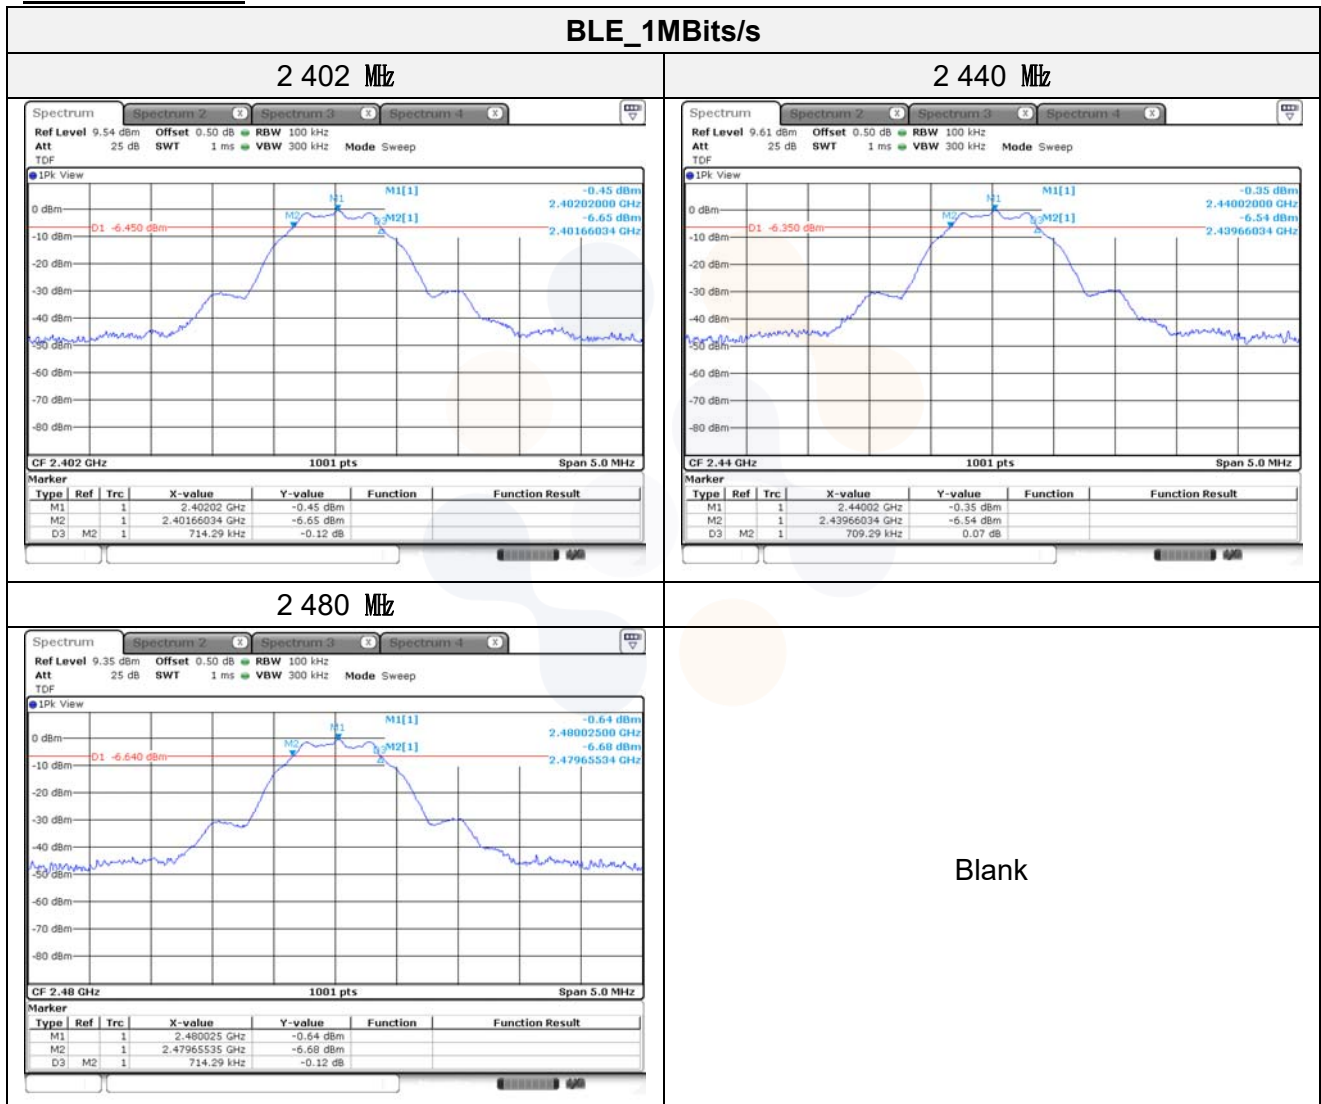 BLE_1MBits/s
2 402 ㎒
2 440 ㎒
Spectrum Spectrum 2 X Spectrum 3 X Spectrum 4 X
Ref Level 9.54 dBm Offset 0.50 dB RBW 100 kHz
Att 25 dB SWT 1 ms VBW 300 kHz Mode Sweep
TDF
1Pk View
M1[1] -0.45 dBm
2.40202000 GHz
M1
M2[1] -6.65 dBm
2.40166034 GHz
M2
D3
0 dBm
D1 -6.450 dBm
-10 dBm
-20 dBm
-30 dBm
-40 dBm
-50 dBm
-60 dBm
-70 dBm
-80 dBm
CF 2.402 GHz 1001 pts Span 5.0 MHz
Marker
Type Ref Trc X-value Y-value Function Function Result
M1 1 2.40202 GHz -0.45 dBm
M2 1 2.40166034 GHz -6.65 dBm
D3 M2 1 714.29 kHz -0.12 dB
Spectrum Spectrum 2 X Spectrum 3 X Spectrum 4 X
Ref Level 9.61 dBm Offset 0.50 dB RBW 100 kHz
Att 25 dB SWT 1 ms VBW 300 kHz Mode Sweep
TDF
1Pk View
M1[1] -0.35 dBm
2.44002000 GHz
M1
M2[1] -6.54 dBm
2.43966034 GHz
M2
D3
0 dBm
D1 -6.350 dBm
-10 dBm
-20 dBm
-30 dBm
-40 dBm
-50 dBm
-60 dBm
-70 dBm
-80 dBm
CF 2.44 GHz 1001 pts Span 5.0 MHz
Marker
Type Ref Trc X-value Y-value Function Function Result
M1 1 2.44002 GHz -0.35 dBm
M2 1 2.43966034 GHz -6.54 dBm
D3 M2 1 709.29 kHz 0.07 dB
2 480 ㎒
Spectrum Spectrum 2 X Spectrum 3 X Spectrum 4 X
Ref Level 9.35 dBm Offset 0.50 dB RBW 100 kHz
Att 25 dB SWT 1 ms VBW 300 kHz Mode Sweep
TDF
1Pk View
M1[1] -0.64 dBm
2.48002500 GHz
M1
M2[1] -6.68 dBm
2.47965534 GHz
M2
D3
0 dBm
D1 -6.640 dBm
-10 dBm
-20 dBm
-30 dBm
-40 dBm
-50 dBm
-60 dBm
-70 dBm
-80 dBm
CF 2.48 GHz 1001 pts Span 5.0 MHz
Marker
Type Ref Trc X-value Y-value Function Function Result
M1 1 2.480025 GHz -0.64 dBm
M2 1 2.47965535 GHz -6.68 dBm
D3 M2 1 714.29 kHz -0.12 dB
Blank